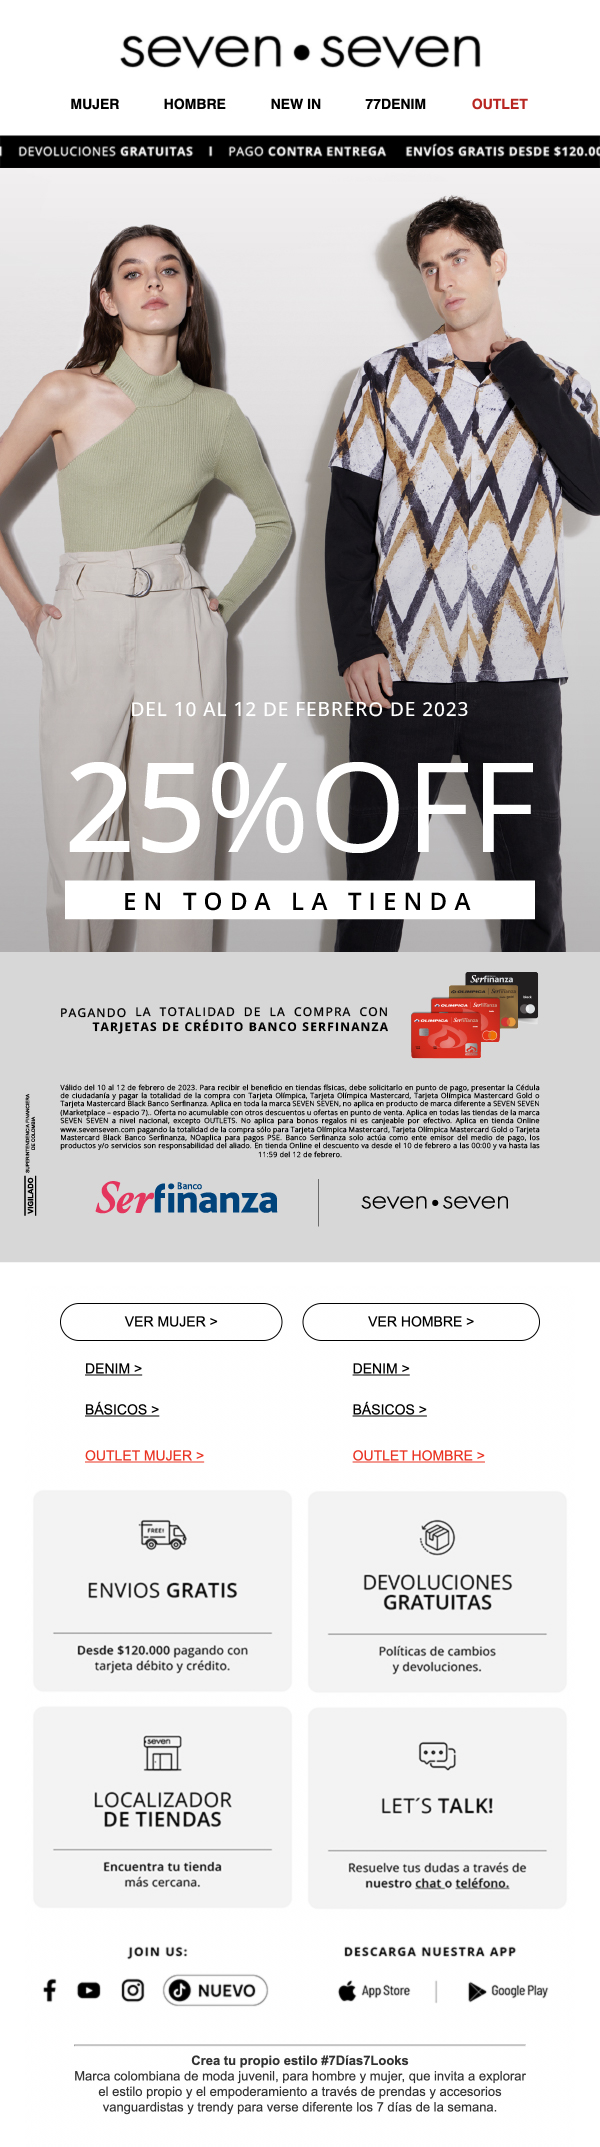 seven•seven
MUJER HOMBRE NEW IN 77DENIM OUTLET
DEVOLUCIONES GRATUITAS I PAGO CONTRA ENTREGA ENVÍOS GRATIS DESDE $120.00
DEL 10 AL 12 DE FEBRERO DE 2023
25%OFF
EN TODA LA TIENDA
PAGANDO LA TOTALIDAD DE LA COMPRA CON
TARJETAS DE CRÉDITO BANCO SERFINANZA
Válido del 10 al 12 de febrero de 2023. Para recibir el beneficio en tiendas físicas, debe solicitarlo en punto de pago, presentar la Cédula
de ciudadanía y pagar la totalidad de la compra con Tarjeta Olímpica, Tarjeta Olímpica Mastercard, Tarjeta Olímpica Mastercard Gold o
Tarjeta Mastercard Black Banco Serfinanza. Aplica en toda la marca SEVEN SEVEN, no aplica en producto de marca diferente a SEVEN SEVEN
(Marketplace – espacio 7).. Oferta no acumulable con otros descuentos u ofertas en punto de venta. Aplica en todas las tiendas de la marca
SEVEN SEVEN a nivel nacional, excepto OUTLETS. No aplica para bonos regalos ni es canjeable por efectivo. Aplica en tienda Online
www.sevenseven.com pagando la totalidad de la compra sólo para Tarjeta Olímpica Mastercard, Tarjeta Olímpica Mastercard Gold o Tarjeta
Mastercard Black Banco Serfinanza, NOaplica para pagos PSE. Banco Serfinanza solo actúa como ente emisor del medio de pago, los
productos y/o servicios son responsabilidad del aliado. En tienda Online el descuento va desde el 10 de febrero a las 00:00 y va hasta las
11:59 del 12 de febrero.
VIGILADO SUPERINTENDENCIA FINANCIERA
DE COLOMBIA
Banco
Serfinanza
seven•seven
VER MUJER > VER HOMBRE >
DENIM > DENIM >
BÁSICOS > BÁSICOS >
OUTLET MUJER > OUTLET HOMBRE >
FREE!
ENVIOS GRATIS
Desde $120.000 pagando con
tarjeta débito y crédito.
DEVOLUCIONES
GRATUITAS
Políticas de cambios
y devoluciones.
seven
LOCALIZADOR
DE TIENDAS
Encuentra tu tienda
más cercana.
LET´S TALK!
Resuelve tus dudas a través de
nuestro chat o teléfono.
JOIN US:
NUEVO
DESCARGA NUESTRA APP
App Store | Google Play
Crea tu propio estilo #7Días7Looks
Marca colombiana de moda juvenil, para hombre y mujer, que invita a explorar
el estilo propio y el empoderamiento a través de prendas y accesorios
vanguardistas y trendy para verse diferente los 7 días de la semana.